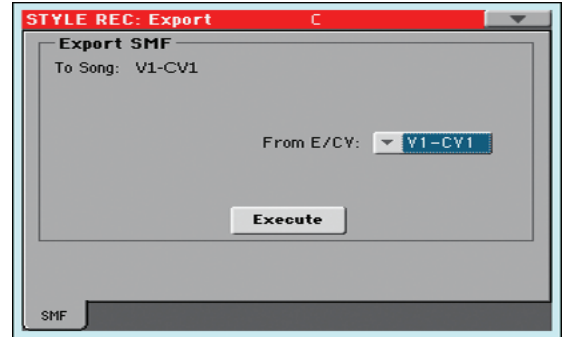 STYLE REC: Export C
Export SMF
To Song: V1-CV1
From E/CV: V1-CV1
Execute
SMF